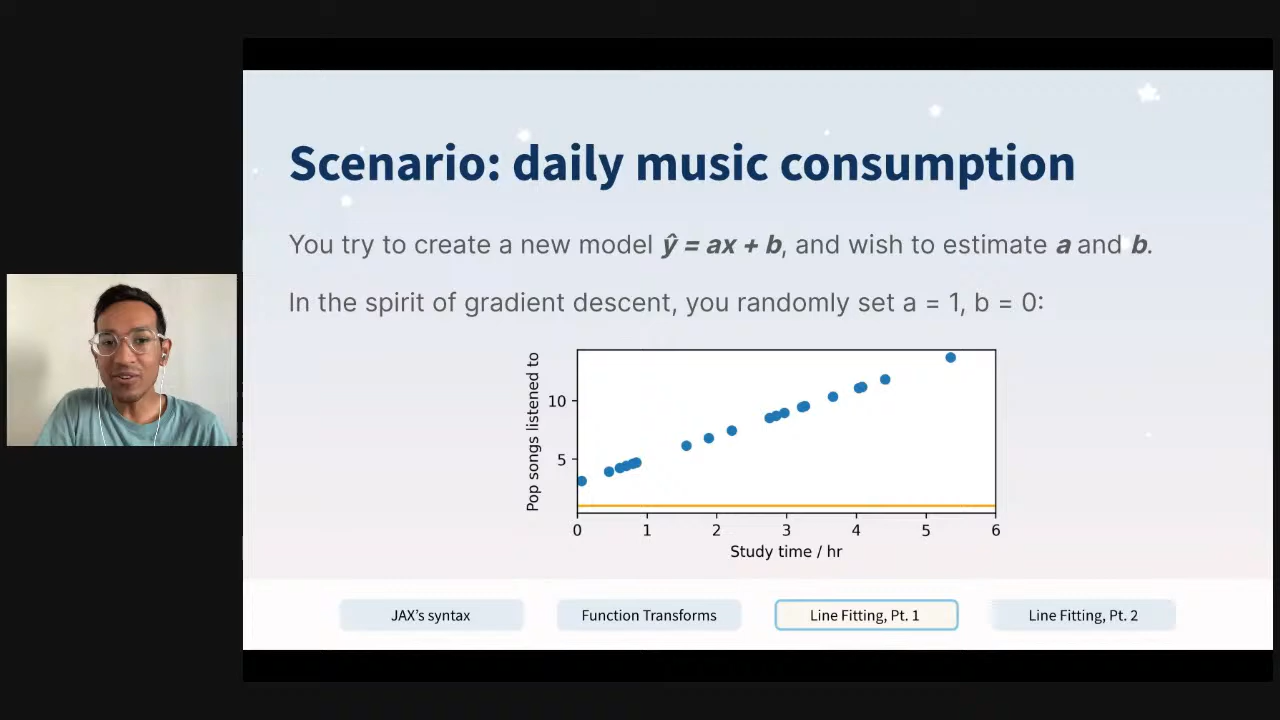 Scenario: daily music consumption
You try to create a new model ŷ = ax + b, and wish to estimate a and b.
In the spirit of gradient descent, you randomly set a = 1, b = 0:
Pop songs listened to
10
5
0 1 2 3 4 5 6
Study time / hr
JAX's syntax
Function Transforms
Line Fitting, Pt. 1
Line Fitting, Pt. 2